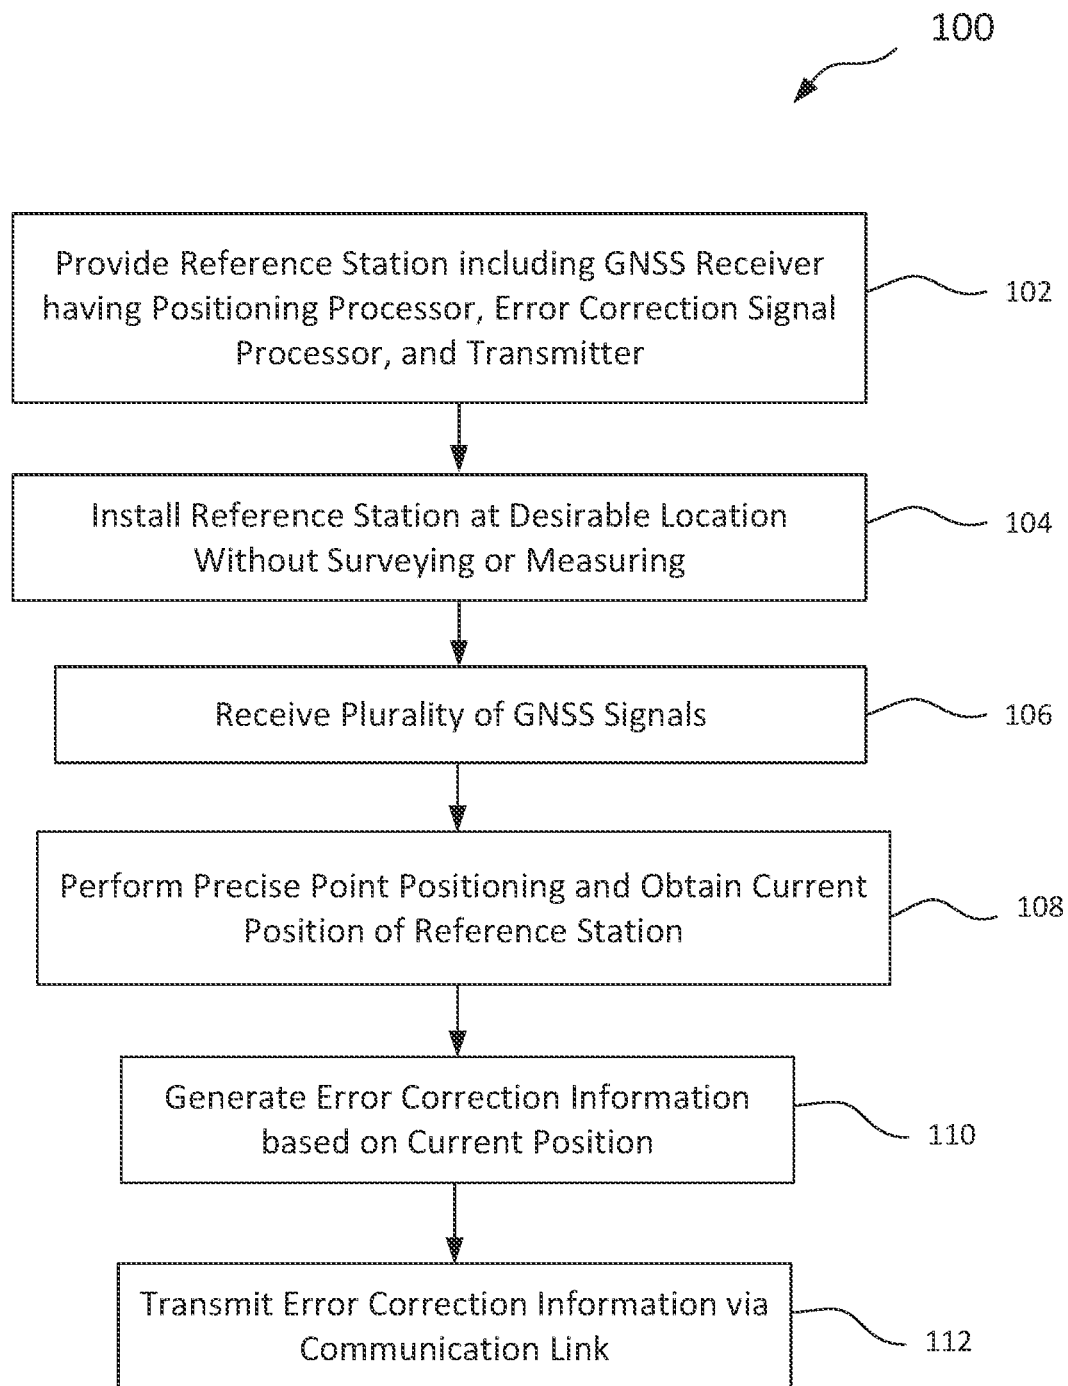 100
Provide Reference Station including GNSS Receiver
having Positioning Processor, Error Correction Signal
Processor, and Transmitter
102
Install Reference Station at Desirable Location
Without Surveying or Measuring
104
Receive Plurality of GNSS Signals
106
Perform Precise Point Positioning and Obtain Current
Position of Reference Station
108
Generate Error Correction Information
based on Current Position
110
Transmit Error Correction Information via
Communication Link
112